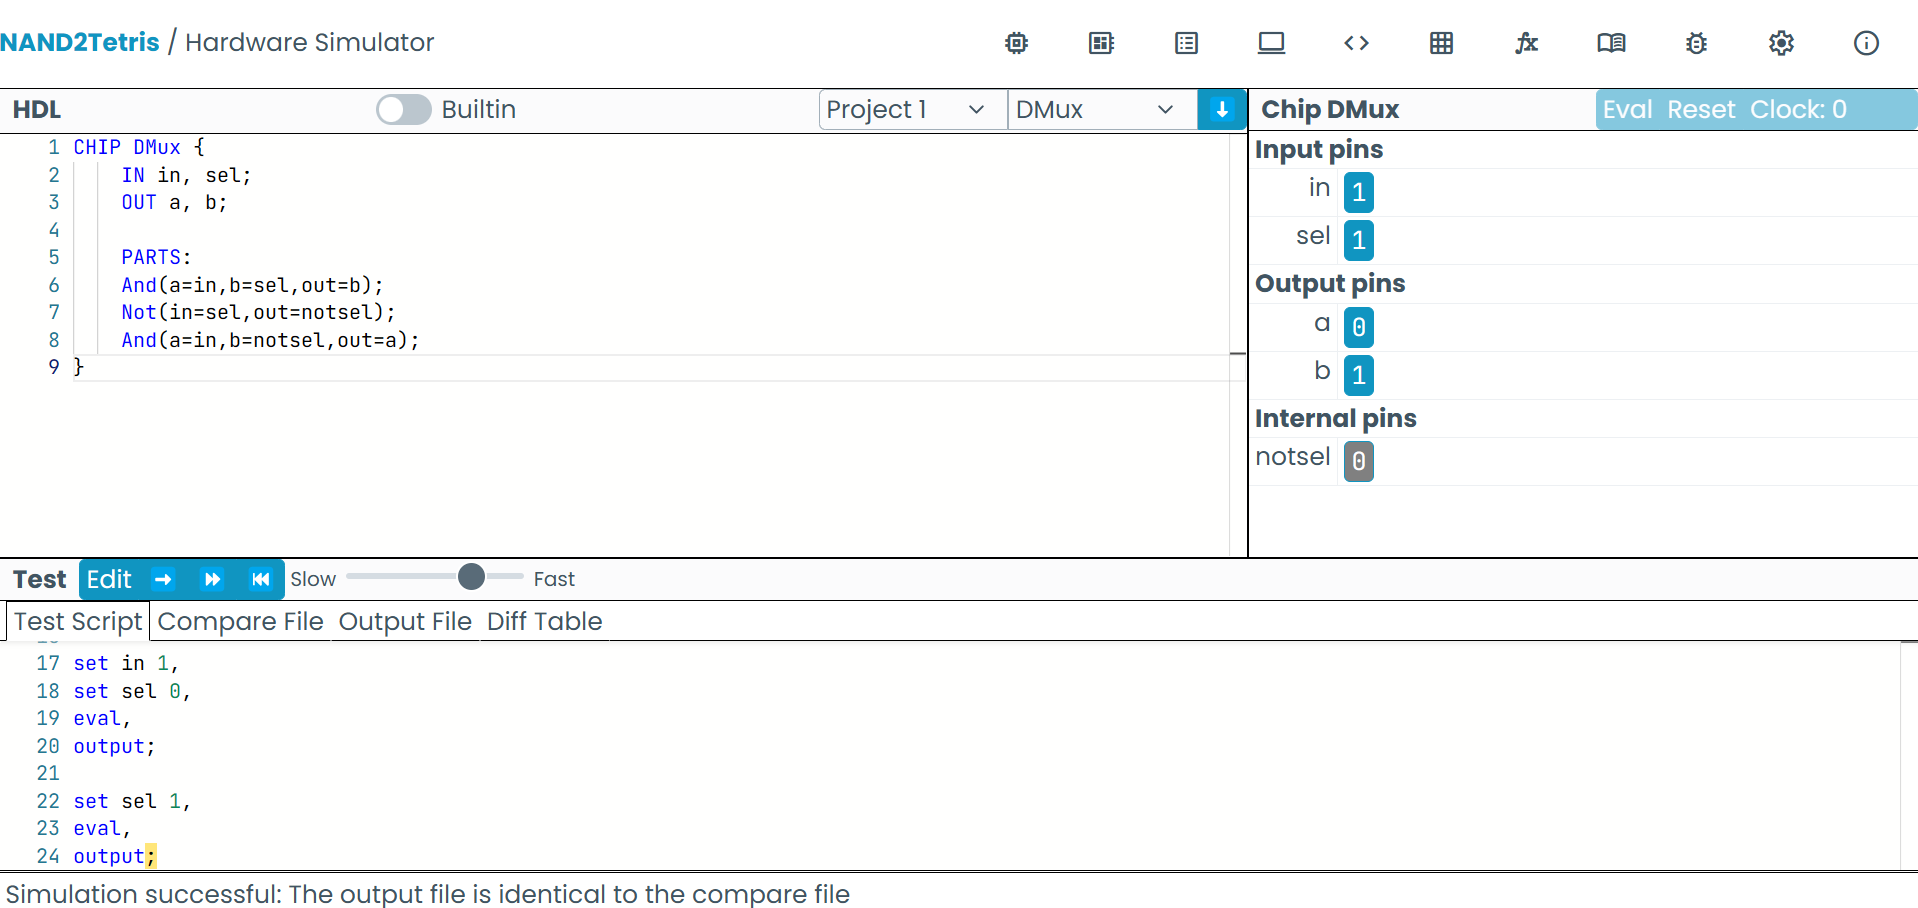 NAND2Tetris / Hardware Simulator
HDL Builtin Project 1 DMux
1 CHIP DMux {
2 IN in, sel;
3 OUT a, b;
4
5 PARTS:
6 And(a=in,b=sel,out=b);
7 Not(in=sel,out=notsel);
8 And(a=in,b=notsel,out=a);
9 }
Chip DMux Eval Reset Clock: 0
Input pins
in 1
sel 1
Output pins
a 0
b 1
Internal pins
notsel 0
Test Edit Slow Fast
Test Script Compare File Output File Diff Table
17 set in 1,
18 set sel 0,
19 eval,
20 output;
21
22 set sel 1,
23 eval,
24 output;
Simulation successful: The output file is identical to the compare file